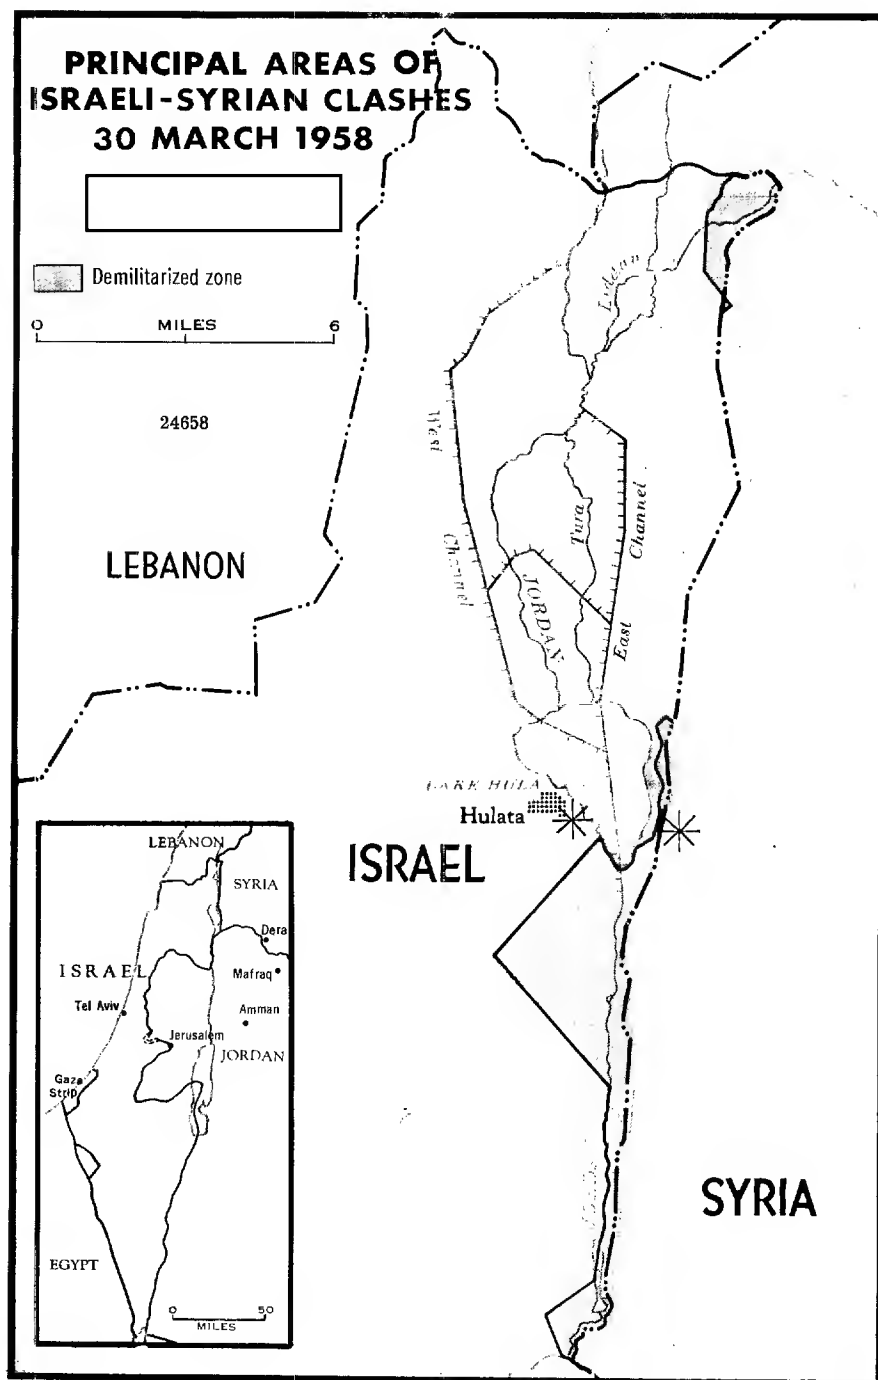 PRINCIPAL AREAS OF
ISRAELI-SYRIAN CLASHES
30 MARCH 1958
Demilitarized zone
0 MILES 6
24658
LEBANON
West
Channel
Tura
Channel
East
JORDAN
LAKE HULA
Hulata
ISRAEL
SYRIA
LEBANON
SYRIA
Dera
ISRAEL
Mafraq
Tel Aviv
Amman
Jerusalem
JORDAN
Gaza
Strip
EGYPT
0 50
MILES